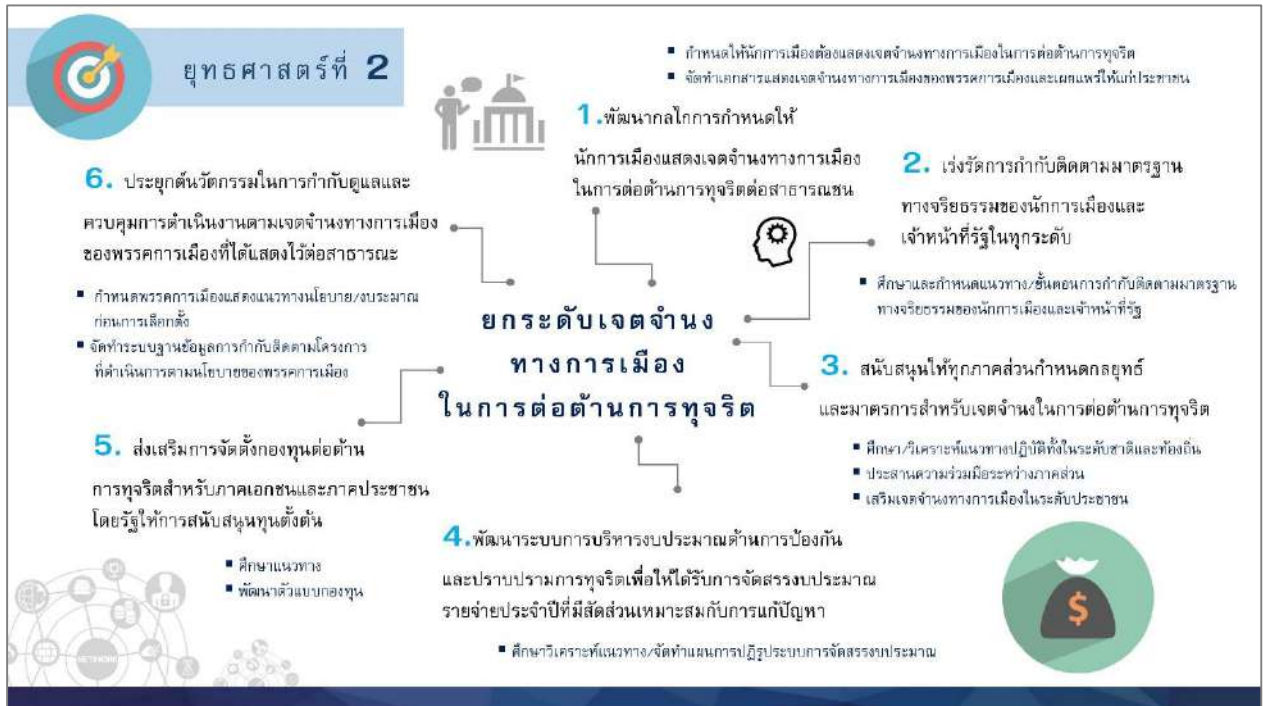 ยุทธศาสตร์ที่ 2
▪ กำหนดให้นักการเมืองต้องแสดงเจตจำนงทางการเมืองในการต่อต้านการทุจริต
▪ จัดทำเอกสารแสดงเจตจำนงทางการเมืองของพรรคการเมืองและเผยแพร่ให้แก่ประชาชน
1.พัฒนากลไกการกำหนดให้
นักการเมืองแสดงเจตจำนงทางการเมือง
ในการต่อต้านการทุจริตต่อสาธารณชน
2. เร่งรัดการกำกับติดตามมาตรฐาน
ทางจริยธรรมของนักการเมืองและ
เจ้าหน้าที่รัฐในทุกระดับ
▪ ศึกษาและกำหนดแนวทาง/ขั้นตอนการกำกับติดตามมาตรฐาน
ทางจริยธรรมของนักการเมืองและเจ้าหน้าที่รัฐ
ยกระดับเจตจำนง
ทางการเมือง
ในการต่อต้านการทุจริต
3. สนับสนุนให้ทุกภาคส่วนกำหนดกลยุทธ์
และมาตรการสำหรับเจตจำนงในการต่อต้านการทุจริต
▪ ศึกษา/วิเคราะห์แนวทางปฏิบัติทั้งในระดับชาติและท้องถิ่น
▪ ประสานความร่วมมือระหว่างภาคส่วน
▪ เสริมเจตจำนงทางการเมืองในระดับประชาชน
4.พัฒนาระบบการบริหารงบประมาณด้านการป้องกัน
และปราบปรามการทุจริตเพื่อให้ได้รับการจัดสรรงบประมาณ
รายจ่ายประจำปีที่มีสัดส่วนเหมาะสมกับการแก้ปัญหา
▪ ศึกษาวิเคราะห์แนวทาง/จัดทำแผนการปฏิรูประบบการจัดสรรงบประมาณ
5. ส่งเสริมการจัดตั้งกองทุนต่อต้าน
การทุจริตสำหรับภาคเอกชนและภาคประชาชน
โดยรัฐให้การสนับสนุนทุนตั้งต้น
▪ ศึกษาแนวทาง
▪ พัฒนาตัวแบบกองทุน
6. ประยุกต์นวัตกรรมในการกำกับดูแลและ
ควบคุมการดำเนินงานตามเจตจำนงทางการเมือง
ของพรรคการเมืองที่ได้แสดงไว้ต่อสาธารณะ
▪ กำหนดพรรคการเมืองแสดงแนวทางนโยบาย/งบประมาณ
ก่อนการเลือกตั้ง
▪ จัดทำระบบฐานข้อมูลการกำกับติดตามโครงการ
ที่ดำเนินการตามนโยบายของพรรคการเมือง
NETWORK
$